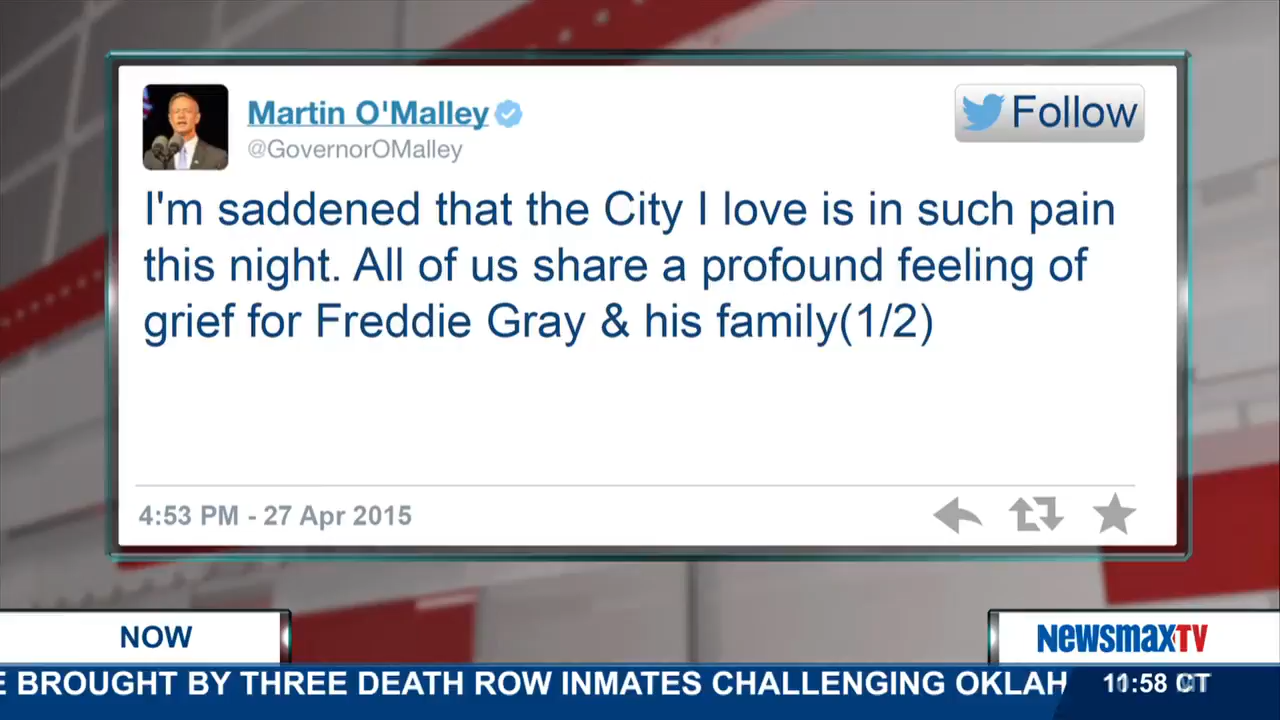 Martin O'Malley
@GovernorOMalley
Follow
I'm saddened that the City I love is in such pain
this night. All of us share a profound feeling of
grief for Freddie Gray & his family(1/2)
4:53 PM - 27 Apr 2015
NOW
NEWSMAXTV
E BROUGHT BY THREE DEATH ROW INMATES CHALLENGING OKLAH
11:58